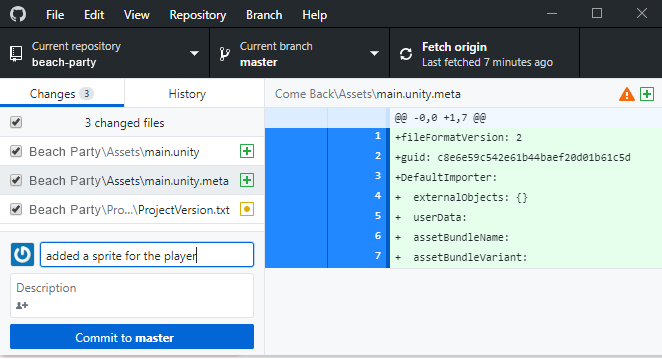 File Edit View Repository Branch Help
Current repository
beach-party
Current branch
master
Fetch origin
Last fetched 7 minutes ago
Changes 3
History
3 changed files
Beach Party\Assets\main.unity
Beach Party\Assets\main.unity.meta
Beach Party\Pro...\ProjectVersion.txt
added a sprite for the player
Description
Commit to master
Come Back\Assets\main.unity.meta
@@ -0,0 +1,7 @@
1 +fileFormatVersion: 2
2 +guid: c8e6e59c542e61b44baef20d01b61c5d
3 +DefaultImporter:
4 +  externalObjects: {}
5 +  userData:
6 +  assetBundleName:
7 +  assetBundleVariant: